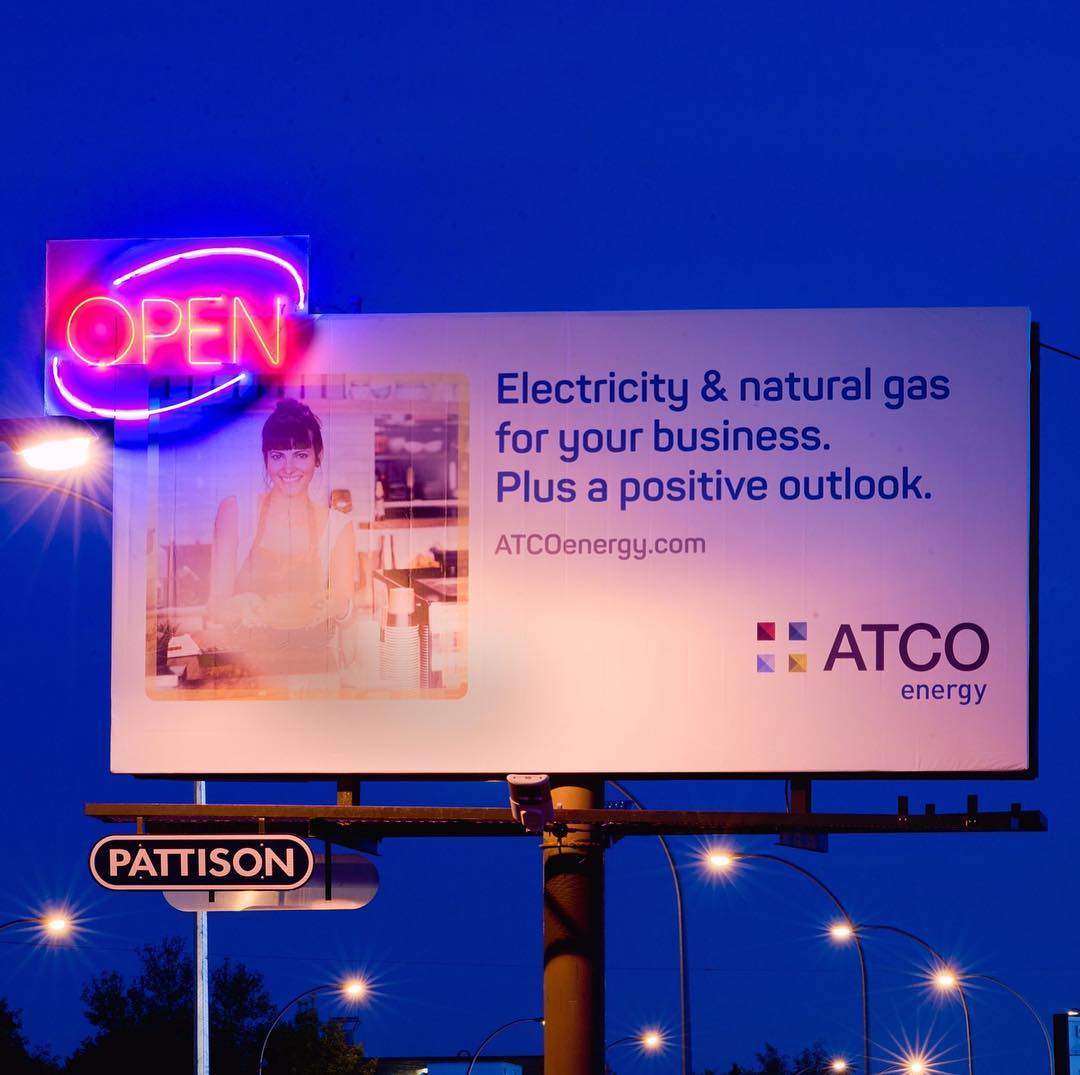 OPEN
Electricity & natural gas
for your business.
Plus a positive outlook.
ATCOenergy.com
ATCO
energy
PATTISON